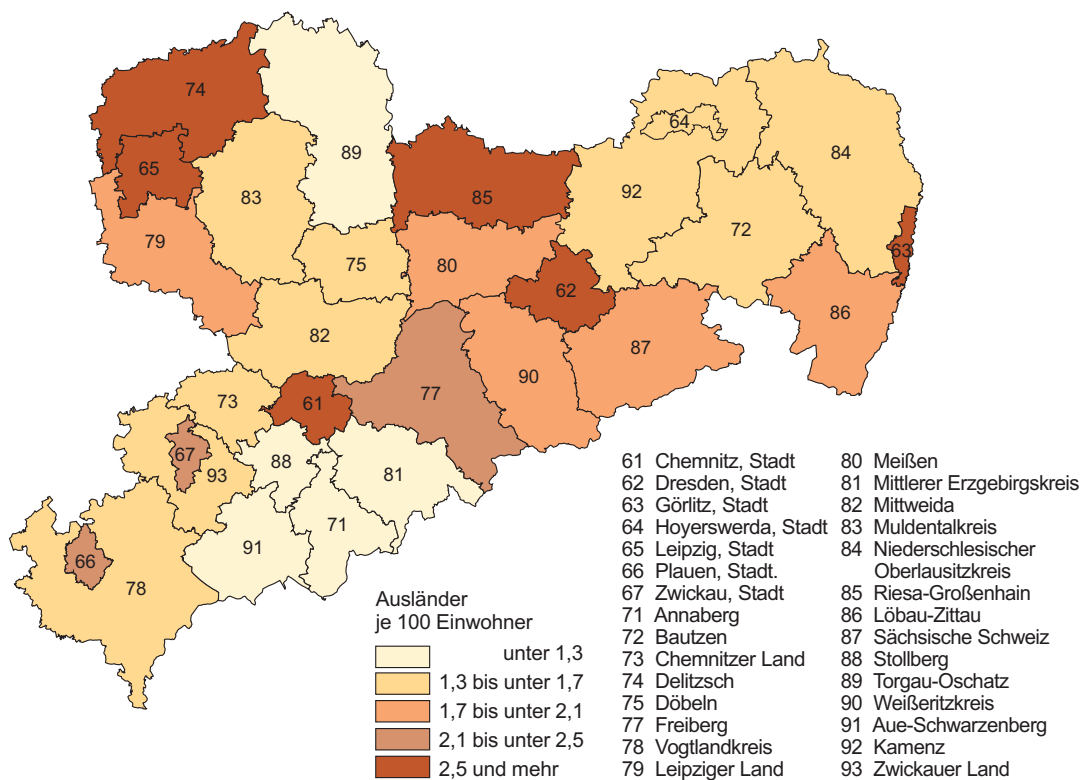 74
89
64
65
84
83
85
92
72
79
75
80
63
62
86
82
87
90
77
73
61
67
88
81
93
71
91
66
78
Ausländer
je 100 Einwohner
unter 1,3
1,3 bis unter 1,7
1,7 bis unter 2,1
2,1 bis unter 2,5
2,5 und mehr
61 Chemnitz, Stadt
62 Dresden, Stadt
63 Görlitz, Stadt
64 Hoyerswerda, Stadt
65 Leipzig, Stadt
66 Plauen, Stadt.
67 Zwickau, Stadt
71 Annaberg
72 Bautzen
73 Chemnitzer Land
74 Delitzsch
75 Döbeln
77 Freiberg
78 Vogtlandkreis
79 Leipziger Land
80 Meißen
81 Mittlerer Erzgebirgskreis
82 Mittweida
83 Muldentalkreis
84 Niederschlesischer
Oberlausitzkreis
85 Riesa-Großenhain
86 Löbau-Zittau
87 Sächsische Schweiz
88 Stollberg
89 Torgau-Oschatz
90 Weißeritzkreis
91 Aue-Schwarzenberg
92 Kamenz
93 Zwickauer Land